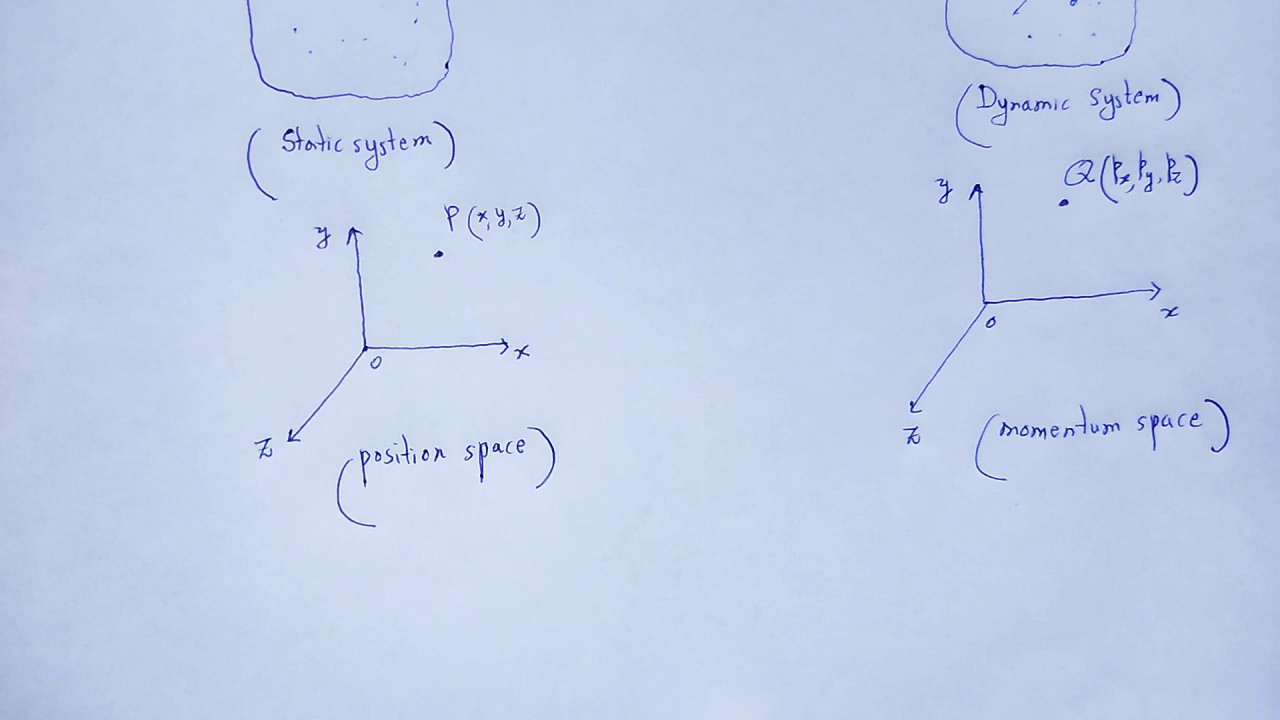 (Static system)
(Dynamic system)
y
P(x,y,z)
o
x
z
(position space)
y
Q(px,py,pz)
o
x
z
(momentum space)